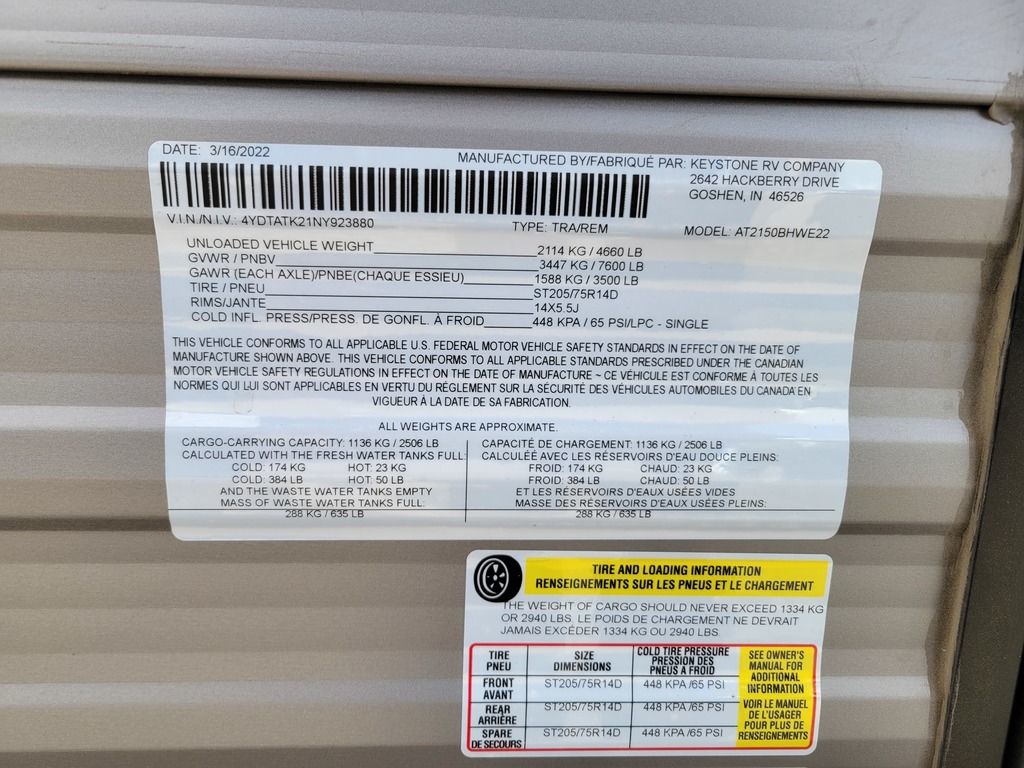 DATE: 3/16/2022
MANUFACTURED BY/FABRIQUÉ PAR: KEYSTONE RV COMPANY
2642 HACKBERRY DRIVE
GOSHEN, IN 46526
V.I.N./N.I.V.: 4YDTATK21NY923880
TYPE: TRA/REM
MODEL: AT2150BHWE22
UNLOADED VEHICLE WEIGHT 2114 KG / 4660 LB
GVWR / PNBV 3447 KG / 7600 LB
GAWR (EACH AXLE)/PNBE(CHAQUE ESSIEU) 1588 KG / 3500 LB
TIRE / PNEU ST205/75R14D
RIMS/JANTE 14X5.5J
COLD INFL. PRESS/PRESS. DE GONFL. À FROID 448 KPA / 65 PSI/LPC - SINGLE
THIS VEHICLE CONFORMS TO ALL APPLICABLE U.S. FEDERAL MOTOR VEHICLE SAFETY STANDARDS IN EFFECT ON THE DATE OF
MANUFACTURE SHOWN ABOVE. THIS VEHICLE CONFORMS TO ALL APPLICABLE STANDARDS PRESCRIBED UNDER THE CANADIAN
MOTOR VEHICLE SAFETY REGULATIONS IN EFFECT ON THE DATE OF MANUFACTURE ~ CE VÉHICULE EST CONFORME À TOUTES LES
NORMES QUI LUI SONT APPLICABLES EN VERTU DU RÈGLEMENT SUR LA SÉCURITÉ DES VÉHICULES AUTOMOBILES DU CANADA EN
VIGUEUR À LA DATE DE SA FABRICATION.
ALL WEIGHTS ARE APPROXIMATE.
CARGO-CARRYING CAPACITY: 1136 KG / 2506 LB
CALCULATED WITH THE FRESH WATER TANKS FULL:
COLD: 174 KG HOT: 23 KG
COLD: 384 LB HOT: 50 LB
AND THE WASTE WATER TANKS EMPTY
MASS OF WASTE WATER TANKS FULL:
288 KG / 635 LB
CAPACITÉ DE CHARGEMENT: 1136 KG / 2506 LB
CALCULÉE AVEC LES RÉSERVOIRS D'EAU DOUCE PLEINS:
FROID: 174 KG CHAUD: 23 KG
FROID: 384 LB CHAUD: 50 LB
ET LES RÉSERVOIRS D'EAUX USÉES VIDES
MASSE DES RÉSERVOIRS D'EAUX USÉES PLEINS:
288 KG / 635 LB
TIRE AND LOADING INFORMATION
RENSEIGNEMENTS SUR LES PNEUS ET LE CHARGEMENT
THE WEIGHT OF CARGO SHOULD NEVER EXCEED 1334 KG
OR 2940 LBS. LE POIDS DE CHARGEMENT NE DEVRAIT
JAMAIS EXCÉDER 1334 KG OU 2940 LBS.
TIRE
PNEU
SIZE
DIMENSIONS
COLD TIRE PRESSURE
PRESSION DES
PNEUS A FROID
FRONT
AVANT
ST205/75R14D
448 KPA /65 PSI
REAR
ARRIÈRE
ST205/75R14D
448 KPA /65 PSI
SPARE
DE SECOURS
ST205/75R14D
448 KPA /65 PSI
SEE OWNER'S
MANUAL FOR
ADDITIONAL
INFORMATION
VOIR LE MANUEL
DE L'USAGER
POUR PLUS DE
RENSEIGNEMENTS